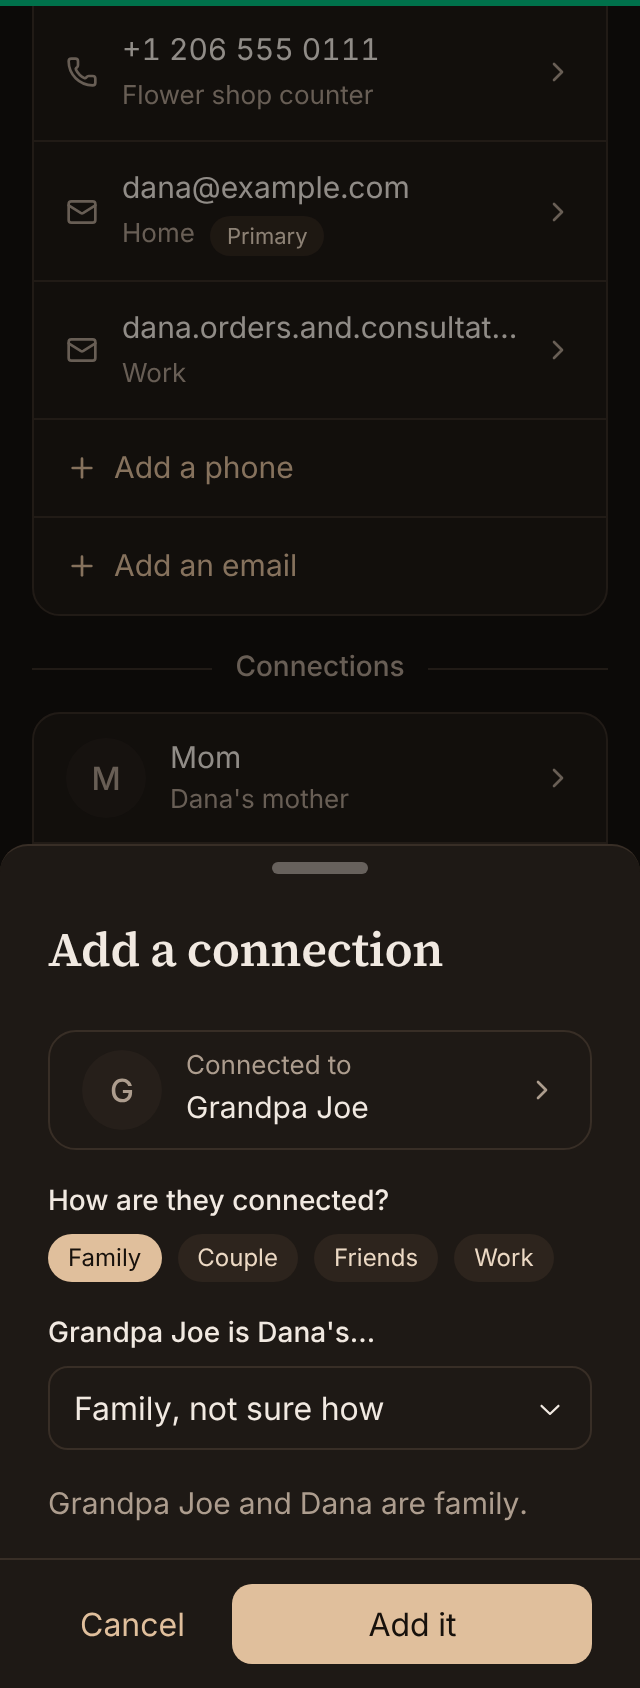 +1 206 555 0111
Flower shop counter
dana@example.com
Home Primary
dana.orders.and.consultat...
Work
+ Add a phone
+ Add an email
Connections
M
Mom
Dana's mother
Add a connection
G
Connected to
Grandpa Joe
How are they connected?
Family Couple Friends Work
Grandpa Joe is Dana's...
Family, not sure how
Grandpa Joe and Dana are family.
Cancel Add it